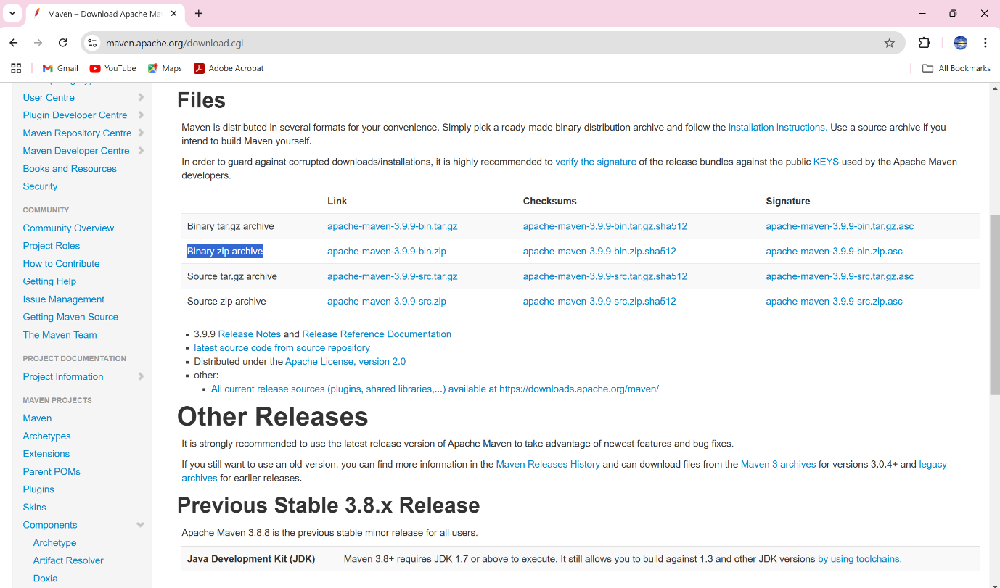 Maven – Download Apache Ma
maven.apache.org/download.cgi
Gmail
YouTube
Maps
Adobe Acrobat
All Bookmarks
User Centre
Plugin Developer Centre
Maven Repository Centre
Maven Developer Centre
Books and Resources
Security
COMMUNITY
Community Overview
Project Roles
How to Contribute
Getting Help
Issue Management
Getting Maven Source
The Maven Team
PROJECT DOCUMENTATION
Project Information
MAVEN PROJECTS
Maven
Archetypes
Extensions
Parent POMs
Plugins
Skins
Components
Archetype
Artifact Resolver
Doxia
Files
Maven is distributed in several formats for your convenience. Simply pick a ready-made binary distribution archive and follow the installation instructions. Use a source archive if you
intend to build Maven yourself.
In order to guard against corrupted downloads/installations, it is highly recommended to verify the signature of the release bundles against the public KEYS used by the Apache Maven
developers.
Link Checksums Signature
Binary tar.gz archive apache-maven-3.9.9-bin.tar.gz apache-maven-3.9.9-bin.tar.gz.sha512 apache-maven-3.9.9-bin.tar.gz.asc
Binary zip archive apache-maven-3.9.9-bin.zip apache-maven-3.9.9-bin.zip.sha512 apache-maven-3.9.9-bin.zip.asc
Source tar.gz archive apache-maven-3.9.9-src.tar.gz apache-maven-3.9.9-src.tar.gz.sha512 apache-maven-3.9.9-src.tar.gz.asc
Source zip archive apache-maven-3.9.9-src.zip apache-maven-3.9.9-src.zip.sha512 apache-maven-3.9.9-src.zip.asc
3.9.9 Release Notes and Release Reference Documentation
latest source code from source repository
Distributed under the Apache License, version 2.0
other:
All current release sources (plugins, shared libraries,...) available at https://downloads.apache.org/maven/
Other Releases
It is strongly recommended to use the latest release version of Apache Maven to take advantage of newest features and bug fixes.
If you still want to use an old version, you can find more information in the Maven Releases History and can download files from the Maven 3 archives for versions 3.0.4+ and legacy
archives for earlier releases.
Previous Stable 3.8.x Release
Apache Maven 3.8.8 is the previous stable minor release for all users.
Java Development Kit (JDK) Maven 3.8+ requires JDK 1.7 or above to execute. It still allows you to build against 1.3 and other JDK versions by using toolchains.